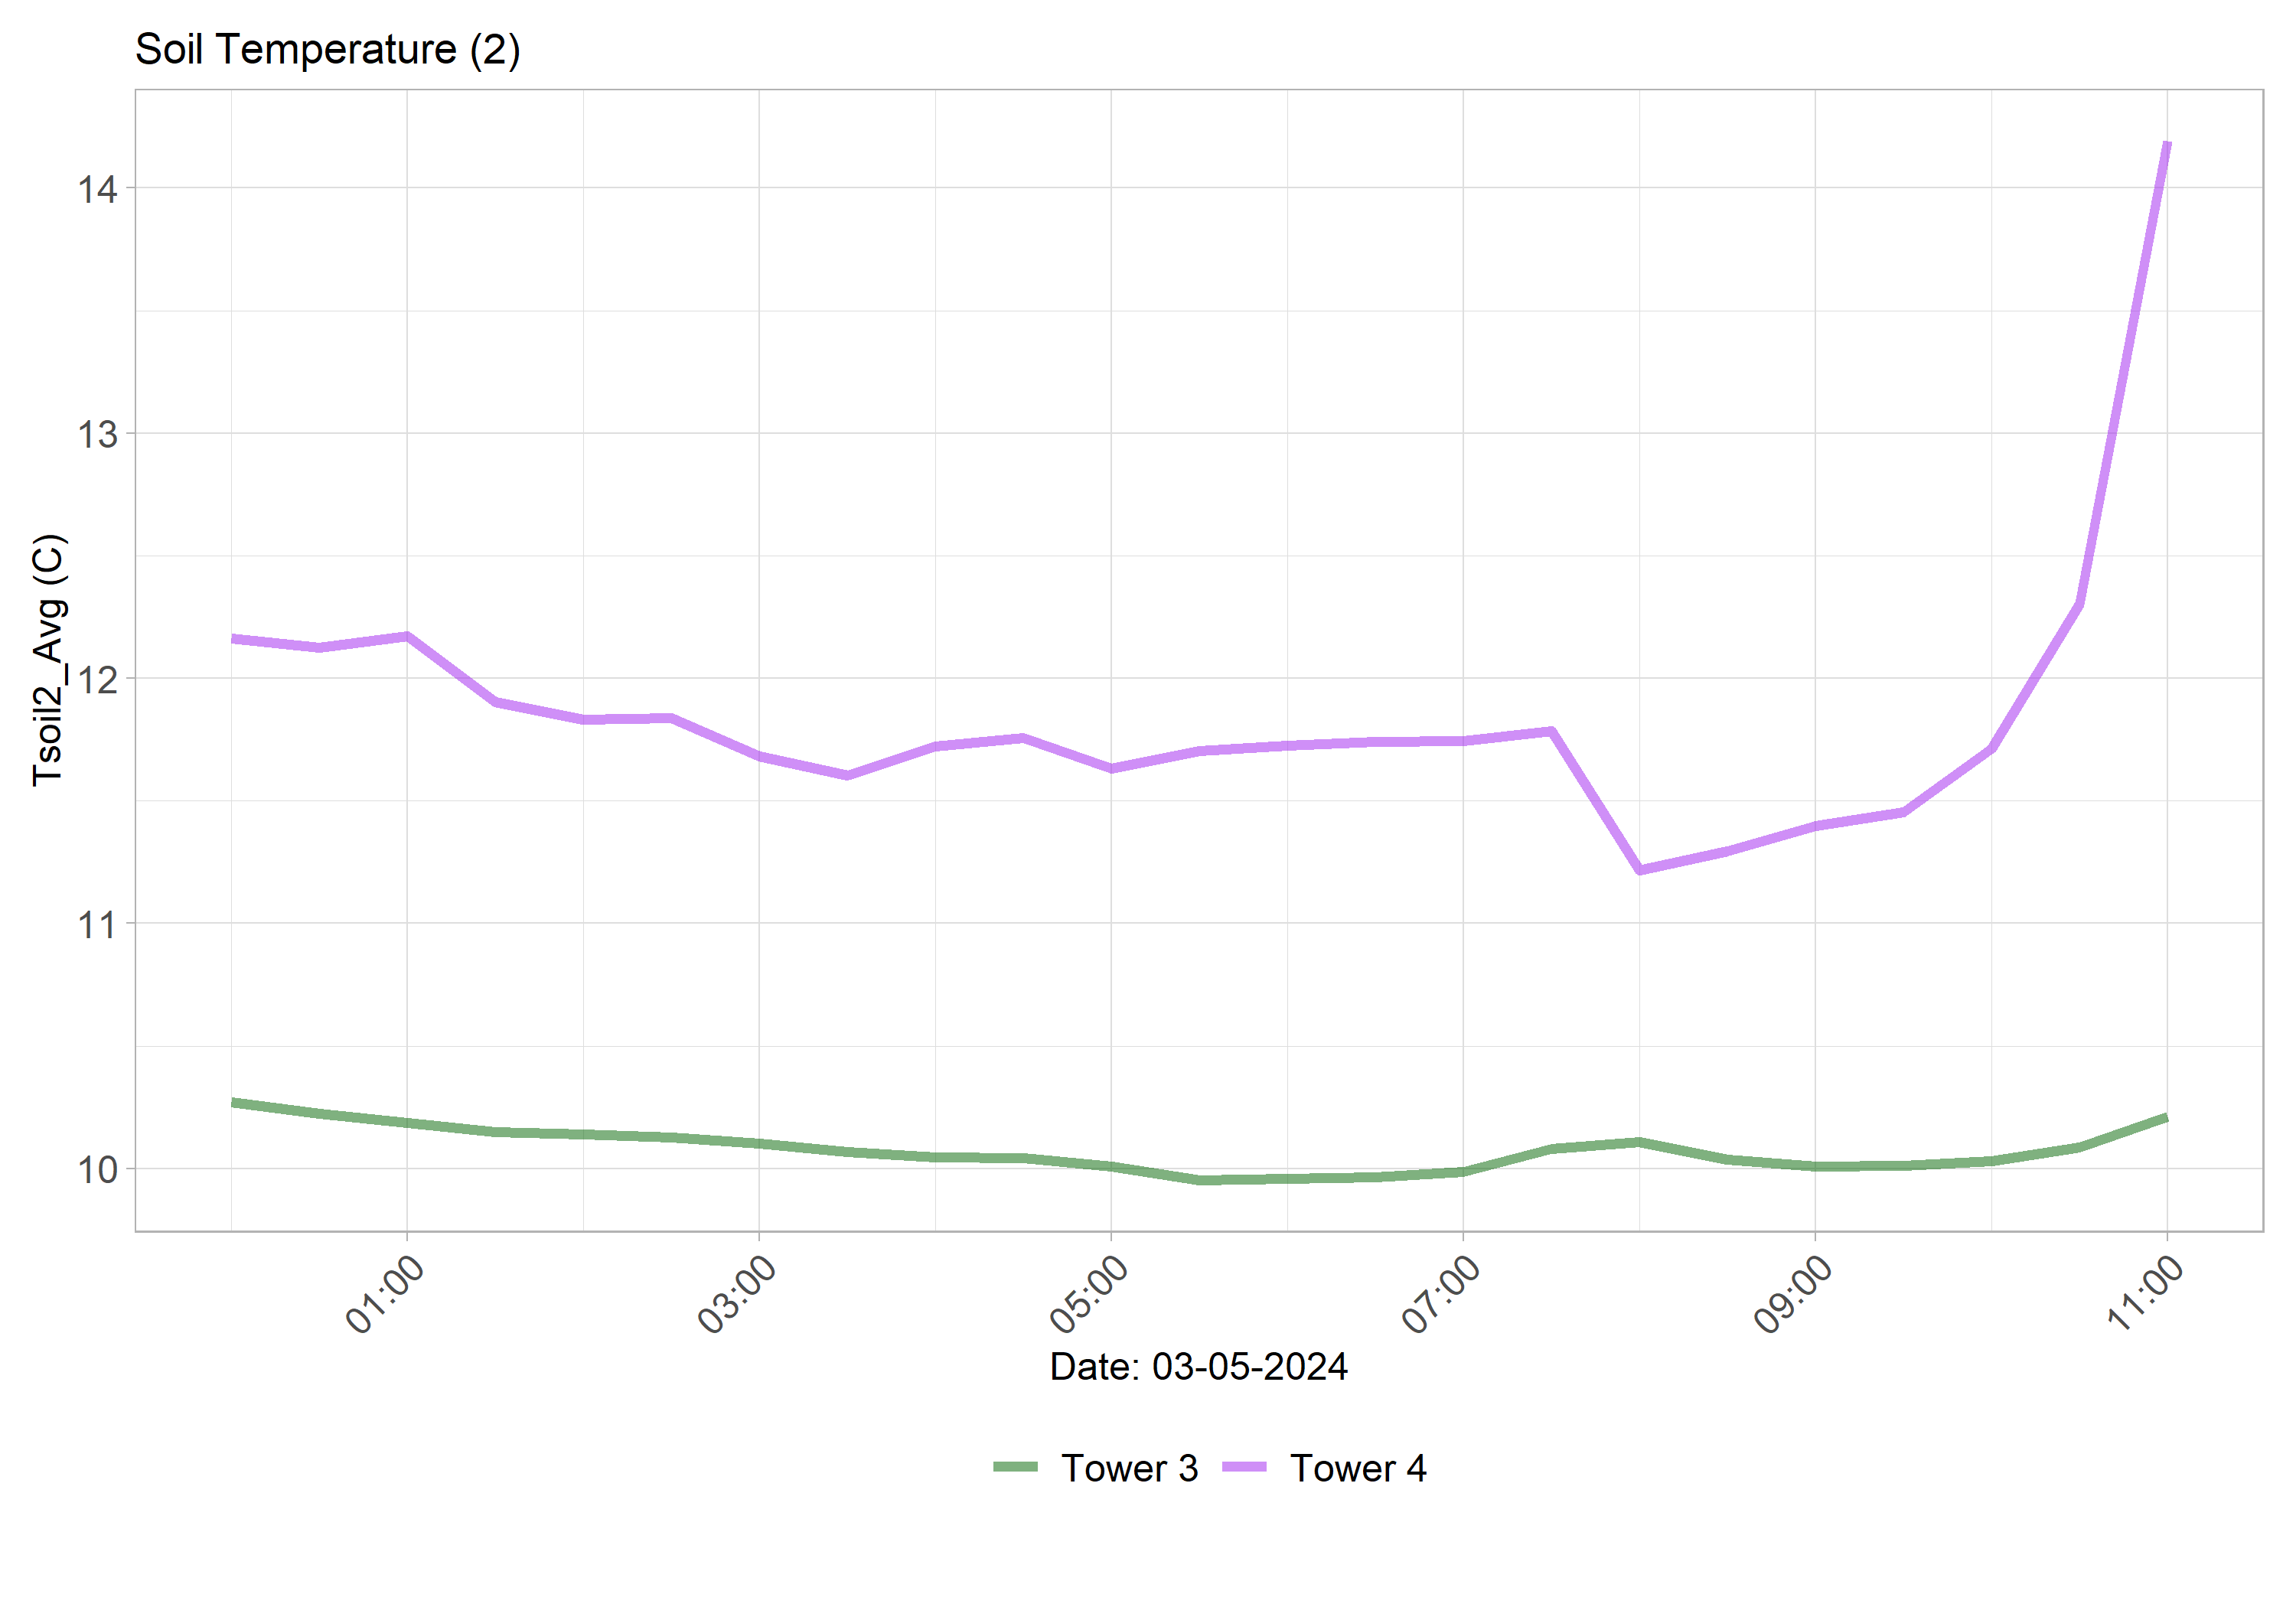 Soil Temperature (2)
Tsoil2_Avg (C)
14
13
12
11
10
01:00
03:00
05:00
07:00
09:00
11:00
Date: 03-05-2024
Tower 3
Tower 4